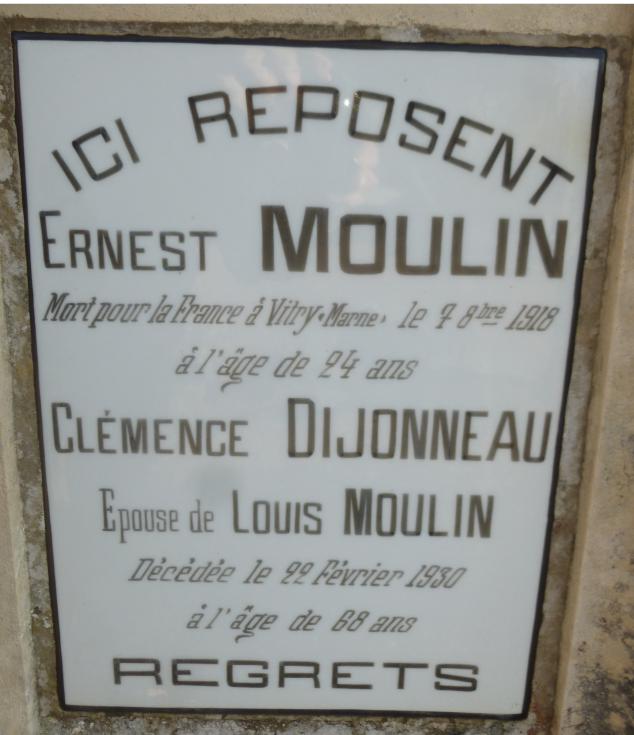 ICI REPOSENT
ERNEST MOULIN
Mort pour la France à Vitry "Marne" le 7 8bre 1918
à l'âge de 24 ans
CLÉMENCE DIJONNEAU
Epouse de LOUIS MOULIN
Décédée le 22 Février 1930
à l'âge de 68 ans
REGRETS